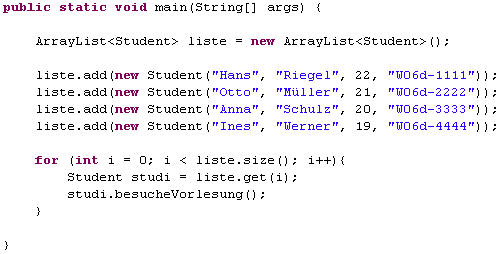 public static void main(String[] args) {
ArrayList<Student> liste = new ArrayList<Student>();
liste.add(new Student("Hans", "Riegel", 22, "W06d-1111"));
liste.add(new Student("Otto", "Müller", 21, "W06d-2222"));
liste.add(new Student("Anna", "Schulz", 20, "W06d-3333"));
liste.add(new Student("Ines", "Werner", 19, "W06d-4444"));
for (int i = 0; i < liste.size(); i++){
Student studi = liste.get(i);
studi.besucheVorlesung();
}
}